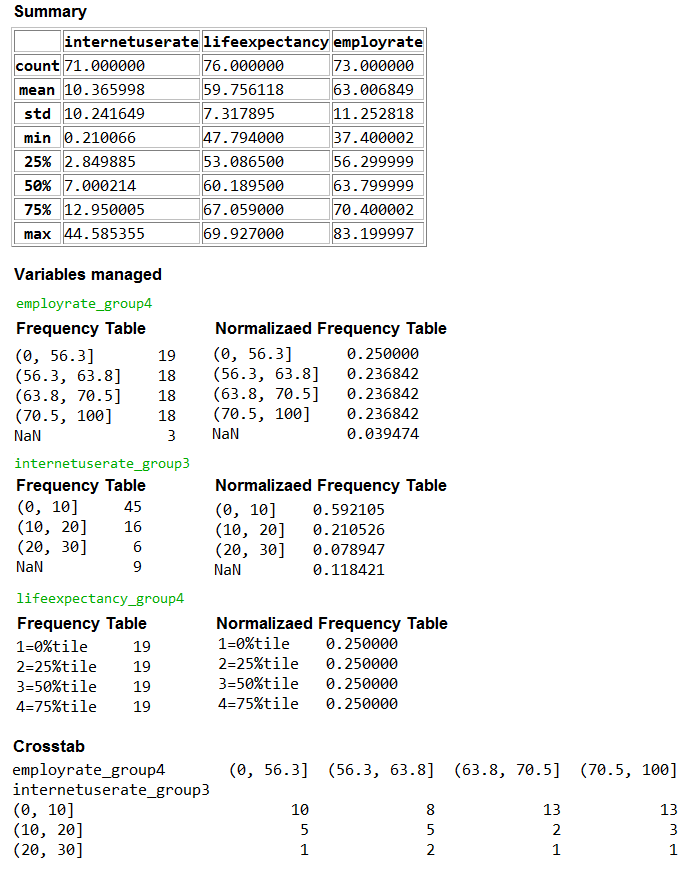 Summary
internetuserate lifeexpectancy employrate
count 71.000000 76.000000 73.000000
mean 10.365998 59.756118 63.006849
std 10.241649 7.317895 11.252818
min 0.210066 47.794000 37.400002
25% 2.849885 53.086500 56.299999
50% 7.000214 60.189500 63.799999
75% 12.950005 67.059000 70.400002
max 44.585355 69.927000 83.199997
Variables managed
employrate_group4
Frequency Table Normalizaed Frequency Table
(0, 56.3] 19 (0, 56.3] 0.250000
(56.3, 63.8] 18 (56.3, 63.8] 0.236842
(63.8, 70.5] 18 (63.8, 70.5] 0.236842
(70.5, 100] 18 (70.5, 100] 0.236842
NaN 3 NaN 0.039474
internetuserate_group3
Frequency Table Normalizaed Frequency Table
(0, 10] 45 (0, 10] 0.592105
(10, 20] 16 (10, 20] 0.210526
(20, 30] 6 (20, 30] 0.078947
NaN 9 NaN 0.118421
lifeexpectancy_group4
Frequency Table Normalizaed Frequency Table
1=0%tile 19 1=0%tile 0.250000
2=25%tile 19 2=25%tile 0.250000
3=50%tile 19 3=50%tile 0.250000
4=75%tile 19 4=75%tile 0.250000
Crosstab
employrate_group4 (0, 56.3] (56.3, 63.8] (63.8, 70.5] (70.5, 100]
internetuserate_group3
(0, 10] 10 8 13 13
(10, 20] 5 5 2 3
(20, 30] 1 2 1 1